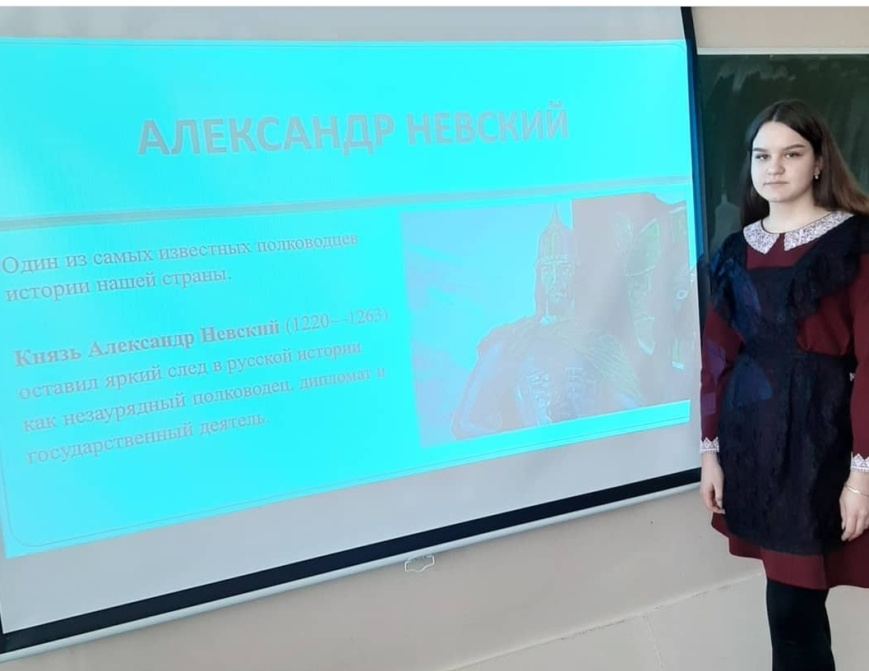 АЛЕКСАНДР НЕВСКИЙ
Один из самых известных полководцев
истории нашей страны.
Князь Александр Невский (1220—1263)
оставил яркий след в русской истории
как незаурядный полководец, дипломат и
государственный деятель.